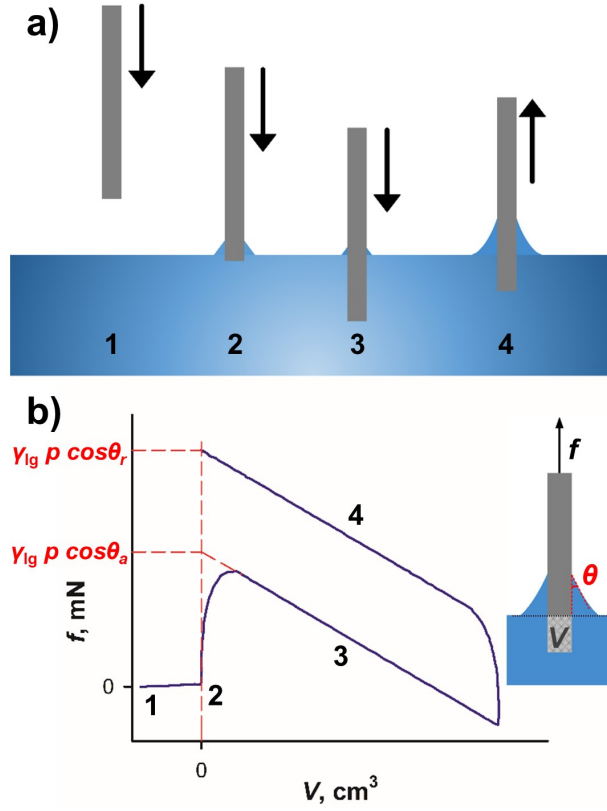 a)
1
2
3
4
b)
γlg p cosθr
γlg p cosθa
f, mN
0
1
2
3
4
0
V, cm³
f
θ
V